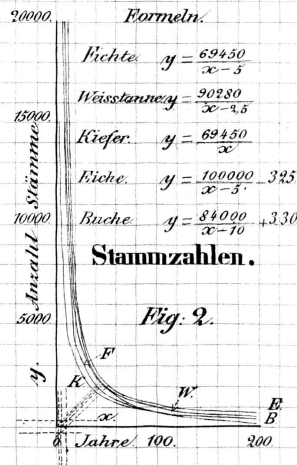 20000.
Formeln.
Fichte y = 69450 / x - 5
Weisstanne y = 90280 / x - 2,5
15000.
Kiefer. y = 69450 / x
Eiche. y = 100000 / x - 5. - 325
10000
Buche y = 84000 / x - 10 + 330
Stammzahlen.
y. Anzahl Stämme
5000
Fig: 2.
F
K
W.
E.
B
x
0 Jahre 100. 200